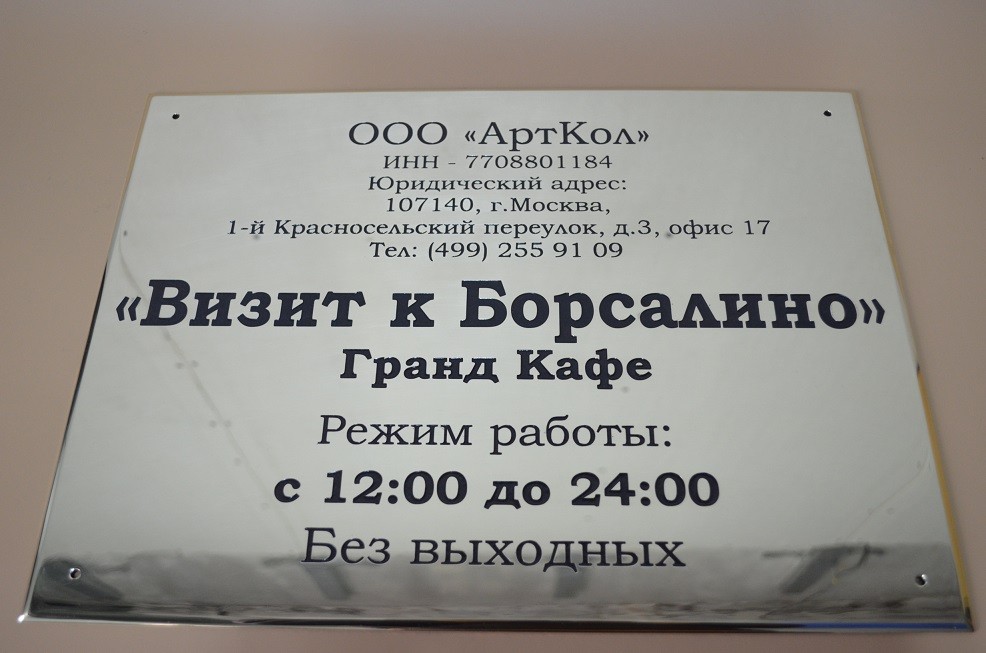 ООО «АртКол»
ИНН - 7708801184
Юридический адрес:
107140, г.Москва,
1-й Красносельский переулок, д.3, офис 17
Тел: (499) 255 91 09
«Визит к Борсалино»
Гранд Кафе
Режим работы:
с 12:00 до 24:00
Без выходных